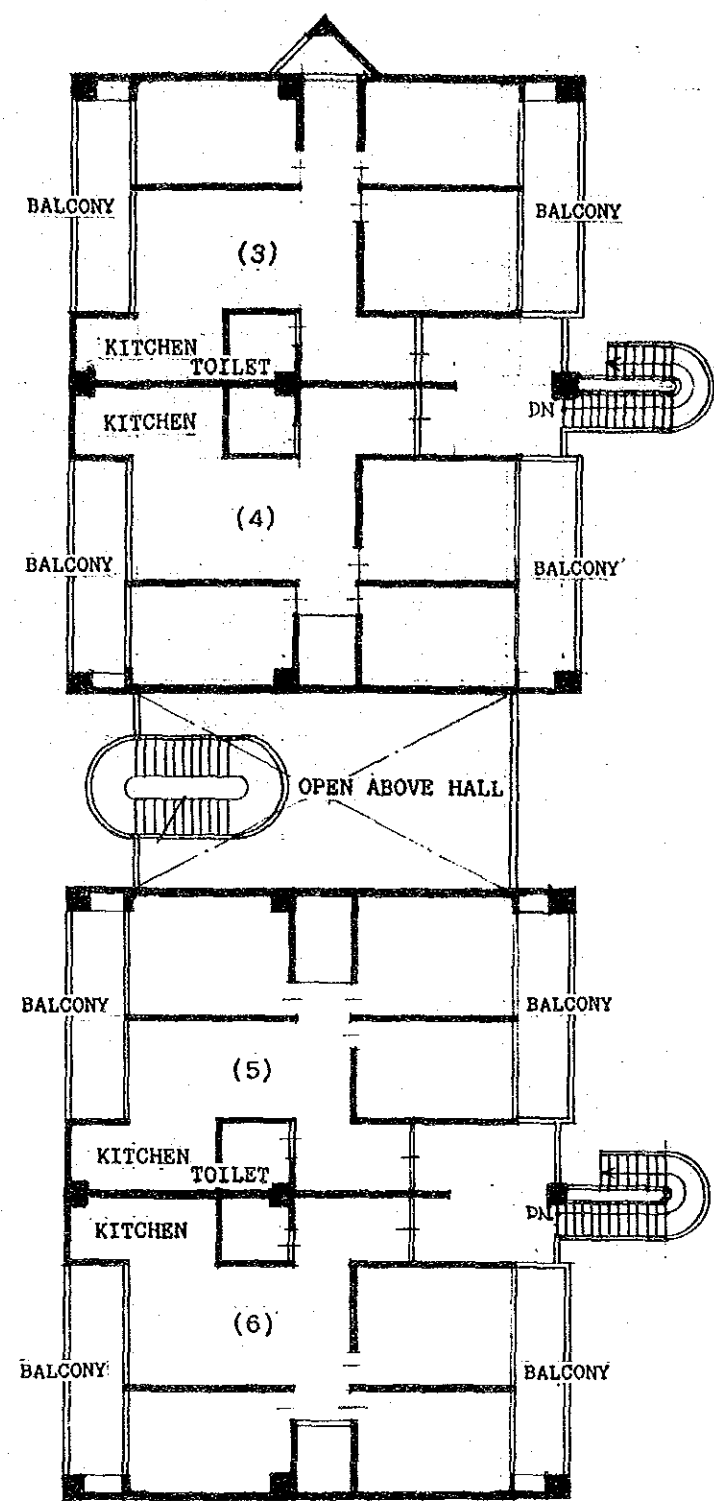 BALCONY
BALCONY
(3)
KITCHEN
TOILET
KITCHEN
DN
(4)
BALCONY
BALCONY
OPEN ABOVE HALL
BALCONY
BALCONY
(5)
KITCHEN
TOILET
KITCHEN
DN
(6)
BALCONY
BALCONY